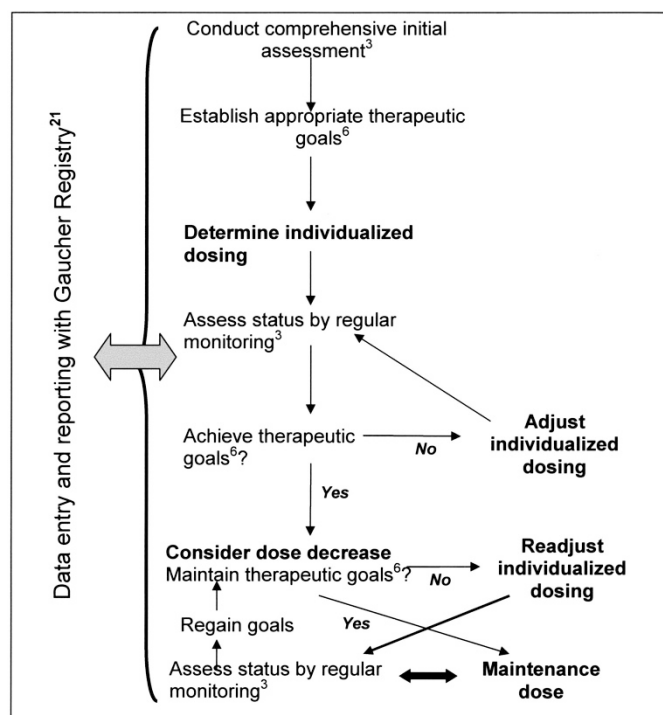 Data entry and reporting with Gaucher Registry²¹
Conduct comprehensive initial
assessment³
Establish appropriate therapeutic
goals⁶
Determine individualized
dosing
Assess status by regular
monitoring³
Achieve therapeutic
goals⁶?
No
Adjust
individualized
dosing
Yes
Consider dose decrease
Maintain therapeutic goals⁶?
No
Readjust
individualized
dosing
Regain goals
Yes
Assess status by regular
monitoring³
Maintenance
dose